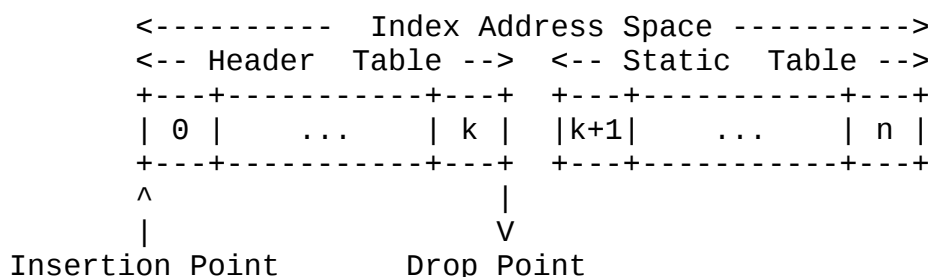 <----------  Index Address Space ---------->
<-- Header  Table -->  <-- Static  Table -->
+---+-----------+---+  +---+-----------+---+
| 0 |    ...    | k |  |k+1|    ...    | n |
+---+-----------+---+  +---+-----------+---+
^                   |
|                   V
Insertion Point       Drop Point